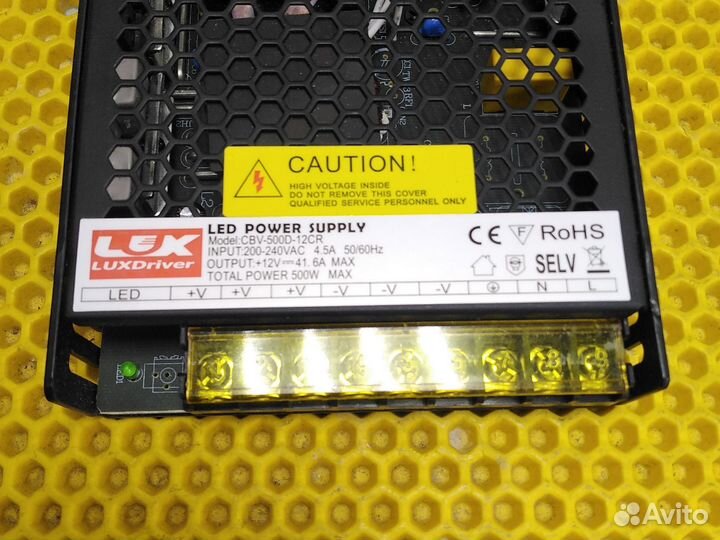 CAUTION!
HIGH VOLTAGE INSIDE
DO NOT REMOVE THIS COVER
QUALIFIED SERVICE PERSONNEL ONLY
LUX
LUXDriver
LED POWER SUPPLY
Model:CBV-500D-12CR
INPUT:200-240VAC 4.5A 50/60Hz
OUTPUT:+12V⎓41.6A MAX
TOTAL POWER 500W MAX
CE F RoHS
SELV
LED +V +V +V -V -V -V ⏚ N L
Avito